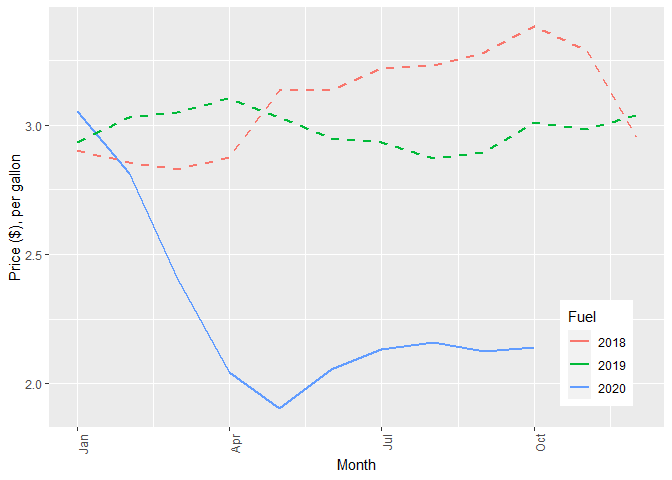 Price ($), per gallon
3.0
2.5
2.0
Fuel
2018
2019
2020
Jan
Apr
Jul
Oct
Month